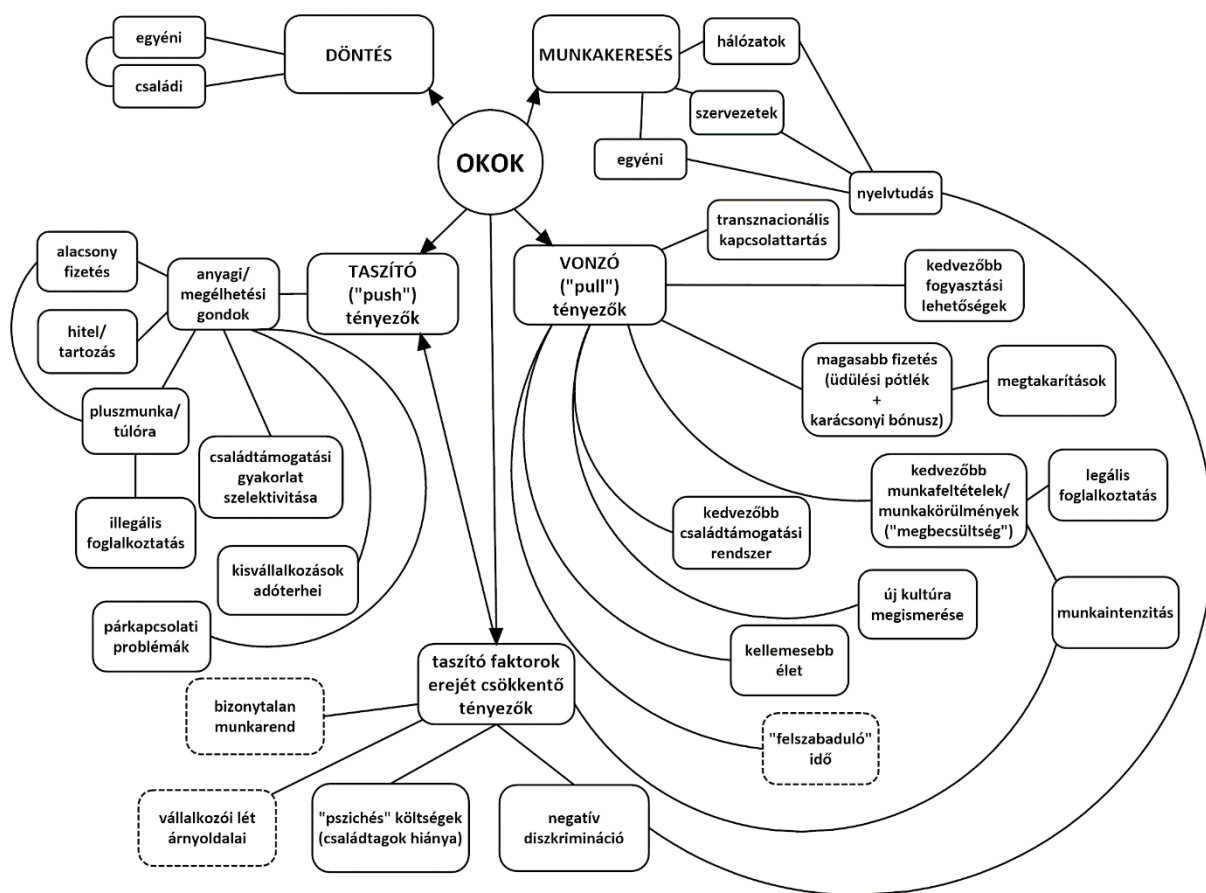 egyéni
családi
DÖNTÉS
MUNKAKERESÉS
hálózatok
szervezetek
egyéni
nyelvtudás
OKOK
alacsony
fizetés
anyagi/
megélhetési
gondok
TASZÍTÓ
("push")
tényezők
VONZÓ
("pull")
tényezők
transznacionális
kapcsolattartás
kedvezőbb
fogyasztási
lehetőségek
hitel/
tartozás
magasabb fizetés
(üdülési pótlék
+
karácsonyi bónusz)
megtakarítások
pluszmunka/
túlóra
családtámogatási
gyakorlat
szelektivitása
kedvezőbb
munkafeltételek/
munkakörülmények
("megbecsültség")
legális
foglalkoztatás
illegális
foglalkoztatás
kedvezőbb
családtámogatási
rendszer
kisvállalkozások
adóterhei
új kultúra
megismerése
munkaintenzitás
párkapcsolati
problémák
taszító faktorok
erejét csökkentő
tényezők
kellemesebb
élet
bizonytalan
munkarend
"felszabaduló"
idő
vállalkozói lét
árnyoldalai
"pszichés" költségek
(családtagok hiánya)
negatív
diszkrimináció